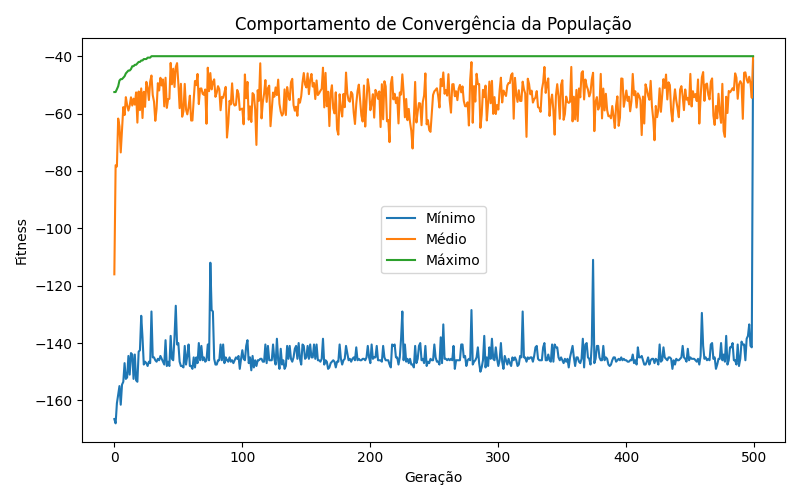 Comportamento de Convergência da População
Fitness
−40
−60
−80
−100
−120
−140
−160
Mínimo
Médio
Máximo
0 100 200 300 400 500
Geração